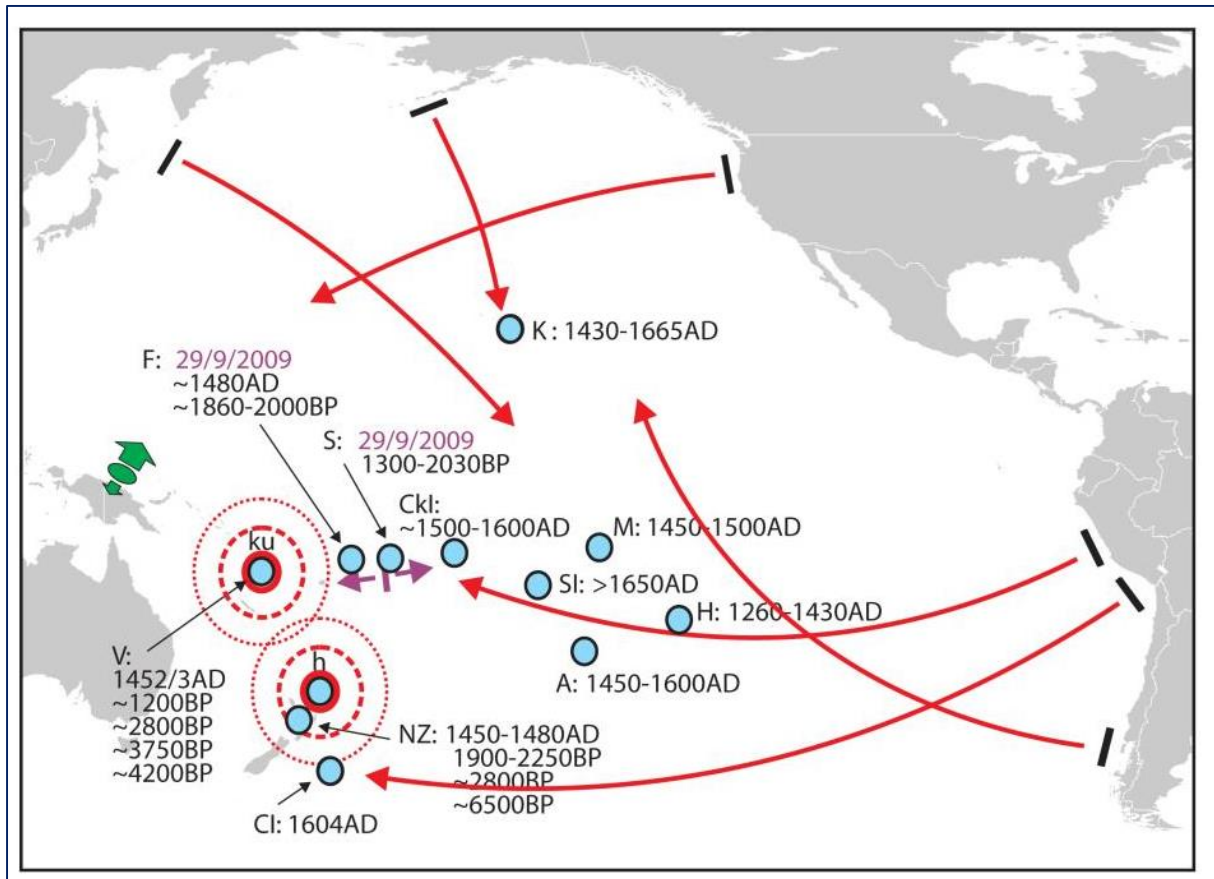 K : 1430-1665AD
F: 29/9/2009
~1480AD
~1860-2000BP
S: 29/9/2009
1300-2030BP
CkI:
~1500-1600AD
M: 1450-1500AD
ku
SI: >1650AD
H: 1260-1430AD
h
V:
1452/3AD
~1200BP
~2800BP
~3750BP
~4200BP
A: 1450-1600AD
NZ: 1450-1480AD
1900-2250BP
~2800BP
~6500BP
CI: 1604AD